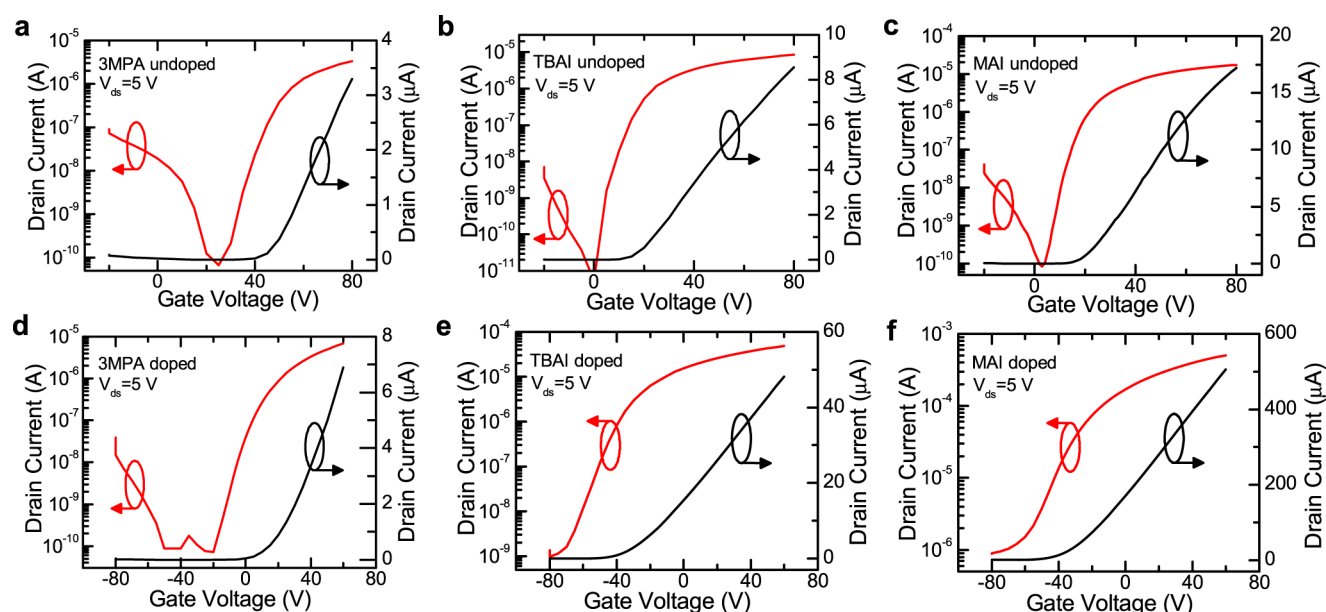 a
3MPA undoped
V_ds=5 V
Drain Current (A)
10^-5
10^-6
10^-7
10^-8
10^-9
10^-10
0 40 80
Gate Voltage (V)
4
3
2
1
0
Drain Current (μA)
b
TBAI undoped
V_ds=5 V
Drain Current (A)
10^-4
10^-5
10^-6
10^-7
10^-8
10^-9
10^-10
10^-11
0 40 80
Gate Voltage (V)
10
8
6
4
2
0
Drain Current (μA)
c
MAI undoped
V_ds=5 V
Drain Current (A)
10^-4
10^-5
10^-6
10^-7
10^-8
10^-9
10^-10
0 40 80
Gate Voltage (V)
20
15
10
5
0
Drain Current (μA)
d
3MPA doped
V_ds=5 V
Drain Current (A)
10^-5
10^-6
10^-7
10^-8
10^-9
10^-10
-80 -40 0 40 80
Gate Voltage (V)
8
6
4
2
0
Drain Current (μA)
e
TBAI doped
V_ds=5 V
Drain Current (A)
10^-4
10^-5
10^-6
10^-7
10^-8
10^-9
-80 -40 0 40 80
Gate Voltage (V)
60
40
20
0
Drain Current (μA)
f
MAI doped
V_ds=5 V
Drain Current (A)
10^-3
10^-4
10^-5
10^-6
-80 -40 0 40 80
Gate Voltage (V)
600
400
200
0
Drain Current (μA)